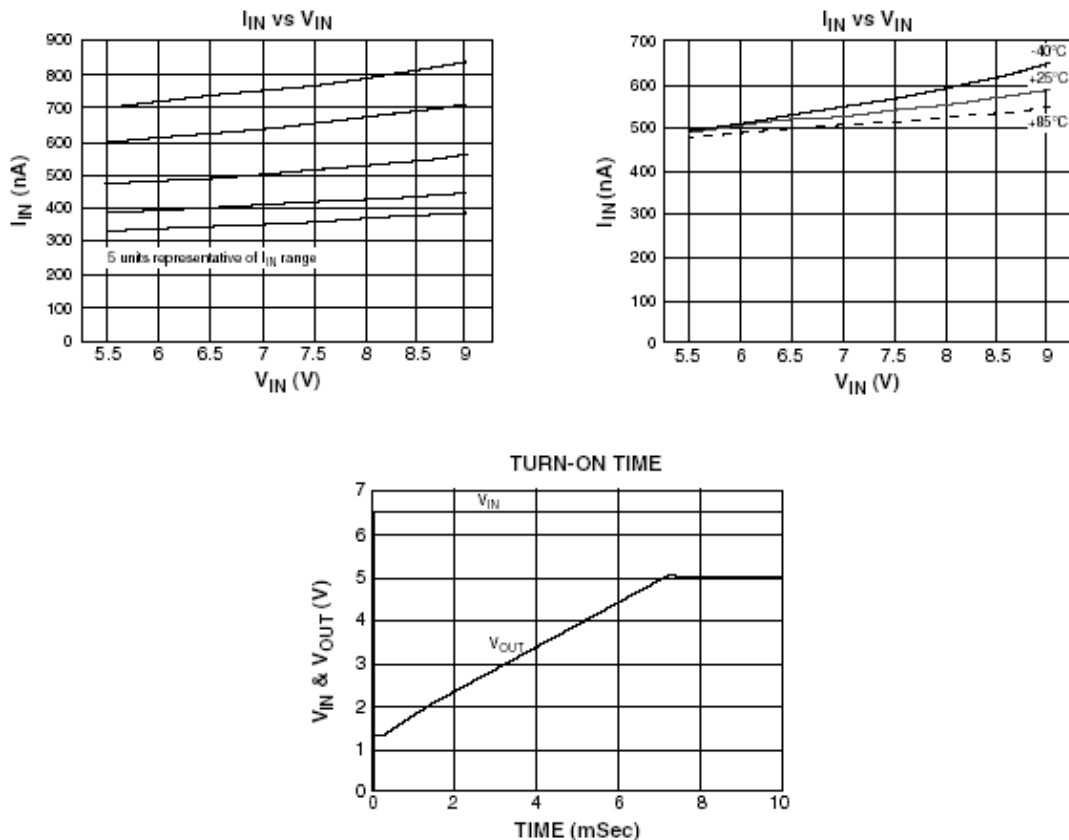 I_IN vs V_IN
900
800
700
600
500
400
300
200
100
0
I_IN (nA)
5 units representative of I_IN range
5.5 6 6.5 7 7.5 8 8.5 9
V_IN (V)
I_IN vs V_IN
700
600
500
400
300
200
100
0
I_IN (nA)
-40°C
+25°C
+85°C
5.5 6 6.5 7 7.5 8 8.5 9
V_IN (V)
TURN-ON TIME
7
6
5
4
3
2
1
0
V_IN & V_OUT (V)
V_IN
V_OUT
0 2 4 6 8 10
TIME (mSec)